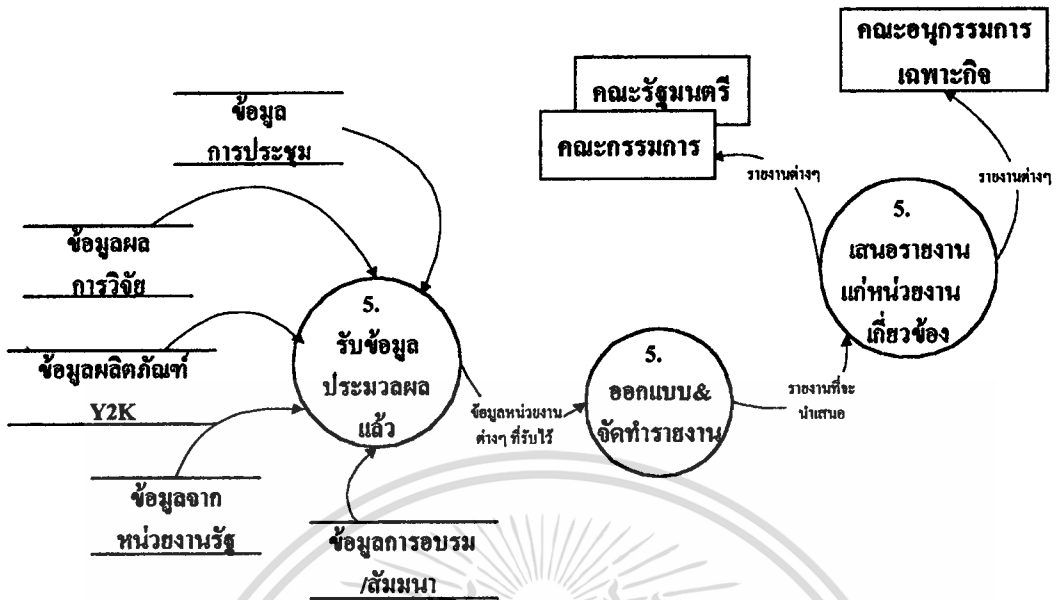 คณะอนุกรรมการ
เฉพาะกิจ
คณะรัฐมนตรี
คณะกรรมการ
ข้อมูล
การประชุม
รายงานต่างๆ
รายงานต่างๆ
ข้อมูลผล
การวิจัย
5.
เสนอรายงาน
แก่หน่วยงาน
เกี่ยวข้อง
5.
รับข้อมูล
ประมวลผล
แล้ว
ข้อมูลผลิตภัณฑ์
Y2K
5.
ออกแบบ&
จัดทำรายงาน
ข้อมูลหน่วยงาน
ต่างๆ ที่รับไว้
รายงานที่จะ
นำเสนอ
ข้อมูลจาก
หน่วยงานรัฐ
ข้อมูลการอบรม
/สัมมนา